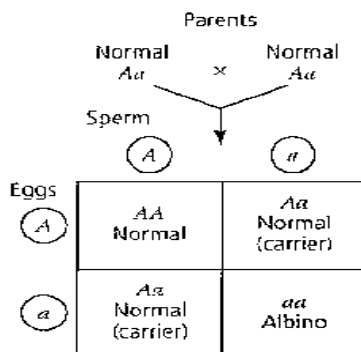 Parents
Normal Normal
Aa × Aa
Sperm
A a
Eggs
A
AA
Normal
Aa
Normal
(carrier)
a
Aa
Normal
(carrier)
aa
Albino